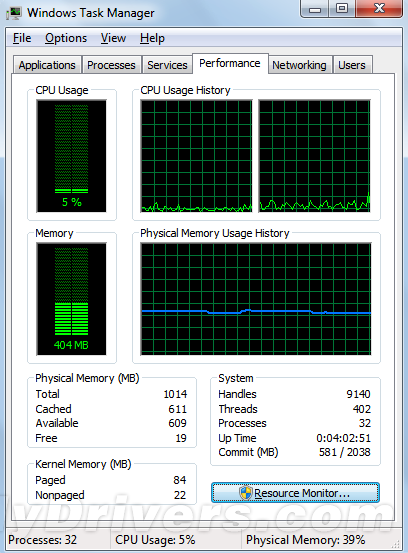 Windows Task Manager
File Options View Help
Applications Processes Services Performance Networking Users
CPU Usage
CPU Usage History
5 %
Memory
Physical Memory Usage History
404 MB
Physical Memory (MB)
Total 1014
Cached 611
Available 609
Free 19
Kernel Memory (MB)
Paged 84
Nonpaged 22
System
Handles 9140
Threads 402
Processes 32
Up Time 0:04:02:51
Commit (MB) 581 / 2038
Resource Monitor...
yDrivers.com
Processes: 32 CPU Usage: 5% Physical Memory: 39%